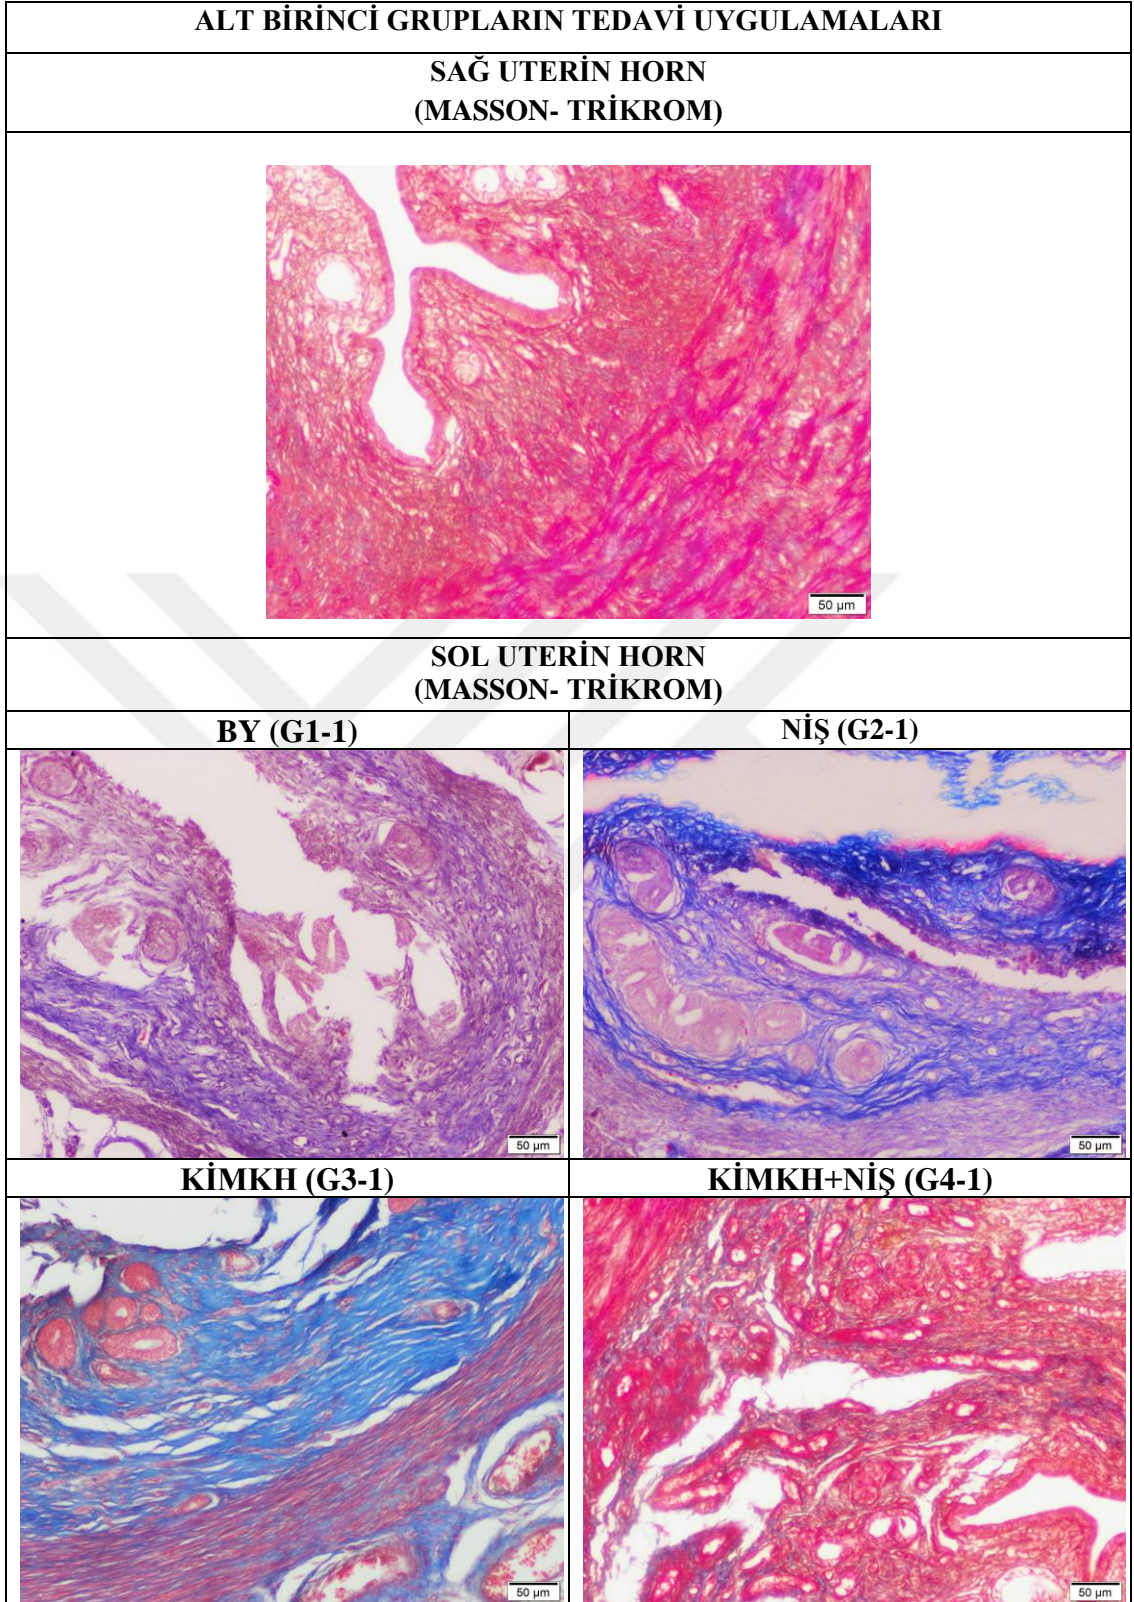 ALT BİRİNCİ GRUPLARIN TEDAVİ UYGULAMALARI
SAĞ UTERİN HORN
(MASSON- TRİKROM)
50 µm
SOL UTERİN HORN
(MASSON- TRİKROM)
BY (G1-1)
NİŞ (G2-1)
50 µm
50 µm
KİMKH (G3-1)
KİMKH+NİŞ (G4-1)
50 µm
50 µm